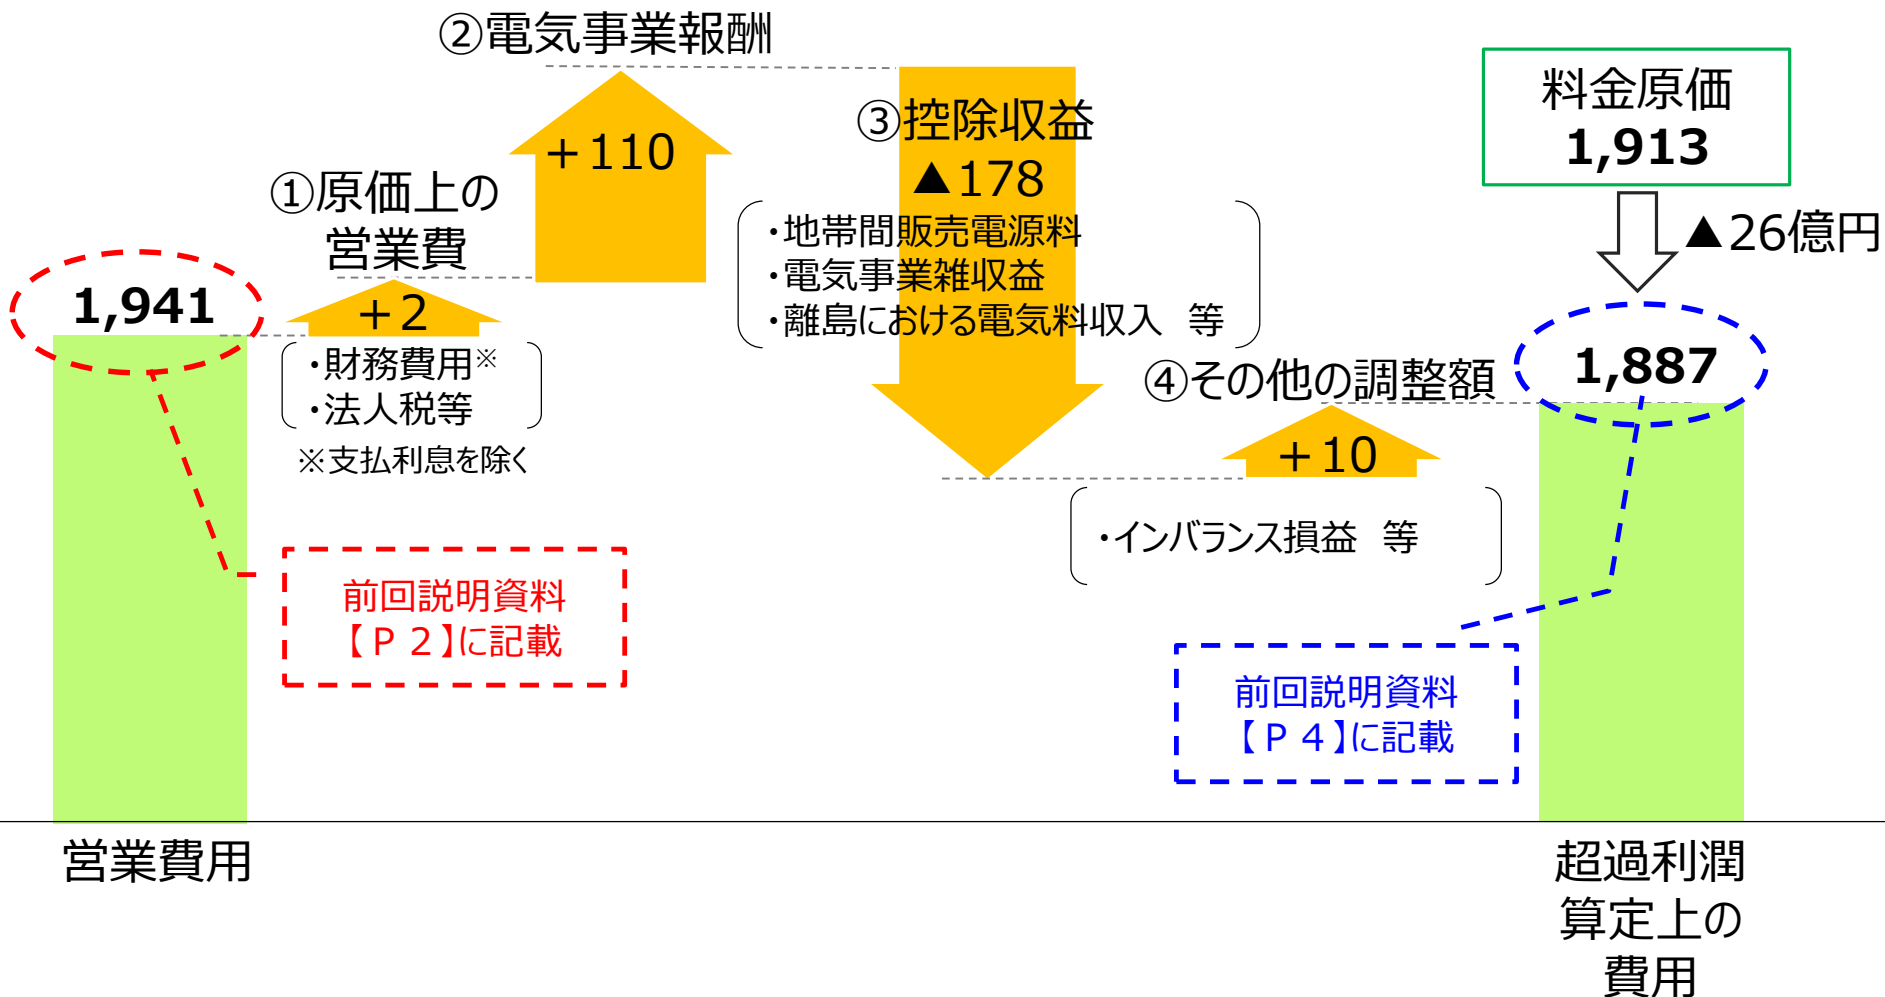 ②電気事業報酬
＋110
①原価上の
営業費
＋2
・財務費用※
・法人税等
※支払利息を除く
1,941
③控除収益
▲178
・地帯間販売電源料
・電気事業雑収益
・離島における電気料収入　等
料金原価
1,913
▲26億円
④その他の調整額
＋10
・インバランス損益　等
1,887
前回説明資料
【Ｐ２】に記載
前回説明資料
【Ｐ４】に記載
営業費用
超過利潤
算定上の
費用